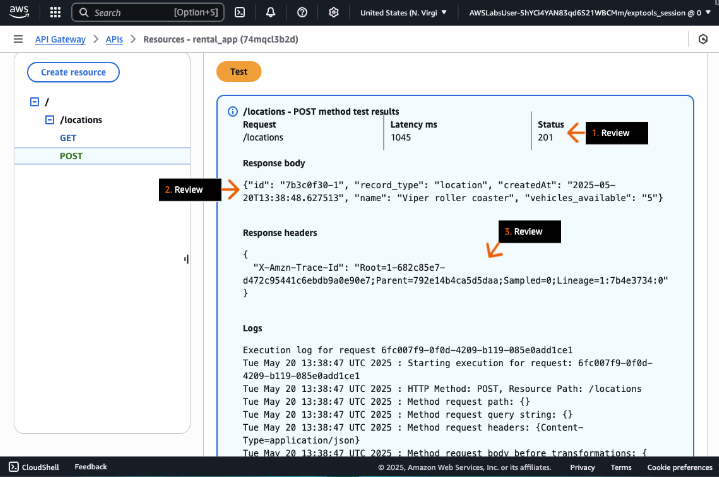 aws
Search
[Option+S]
United States (N. Virgi
AWSLabsUser-5hYCi4YAN83qd6S21WBCMm/exptools_session @ 0
API Gateway
APIs
Resources - rental_app (74mqcl3b2d)
Create resource
/
/locations
GET
POST
Test
/locations - POST method test results
Request
/locations
Latency ms
1045
Status
201
1. Review
Response body
2. Review
{"id": "7b3c0f30-1", "record_type": "location", "createdAt": "2025-05-
20T13:38:48.627513", "name": "Viper roller coaster", "vehicles_available": "5"}
Response headers
3. Review
{
"X-Amzn-Trace-Id": "Root=1-682c85e7-
d472c95441c6ebdb9a0e90e7;Parent=792e14b4ca5d5daa;Sampled=0;Lineage=1:7b4e3734:0"
}
Logs
Execution log for request 6fc007f9-0f0d-4209-b119-085e0add1ce1
Tue May 20 13:38:47 UTC 2025 : Starting execution for request: 6fc007f9-0f0d-
4209-b119-085e0add1ce1
Tue May 20 13:38:47 UTC 2025 : HTTP Method: POST, Resource Path: /locations
Tue May 20 13:38:47 UTC 2025 : Method request path: {}
Tue May 20 13:38:47 UTC 2025 : Method request query string: {}
Tue May 20 13:38:47 UTC 2025 : Method request headers: {Content-
Type=application/json}
Tue May 20 13:38:47 UTC 2025 : Method request body before transformations: {
CloudShell
Feedback
© 2025, Amazon Web Services, Inc. or its affiliates.
Privacy
Terms
Cookie preferences